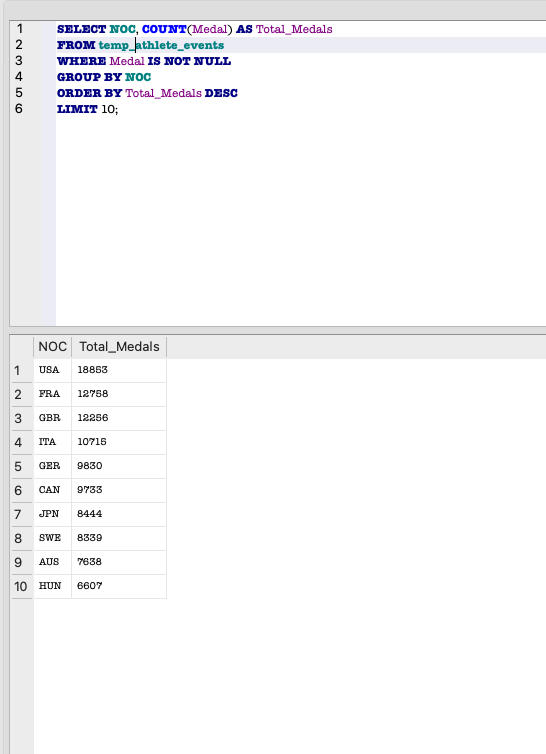 1 SELECT NOC, COUNT(Medal) AS Total_Medals
2 FROM temp_athlete_events
3 WHERE Medal IS NOT NULL
4 GROUP BY NOC
5 ORDER BY Total_Medals DESC
6 LIMIT 10;
NOC Total_Medals
1 USA 18853
2 FRA 12758
3 GBR 12256
4 ITA 10715
5 GER 9830
6 CAN 9733
7 JPN 8444
8 SWE 8339
9 AUS 7638
10 HUN 6607